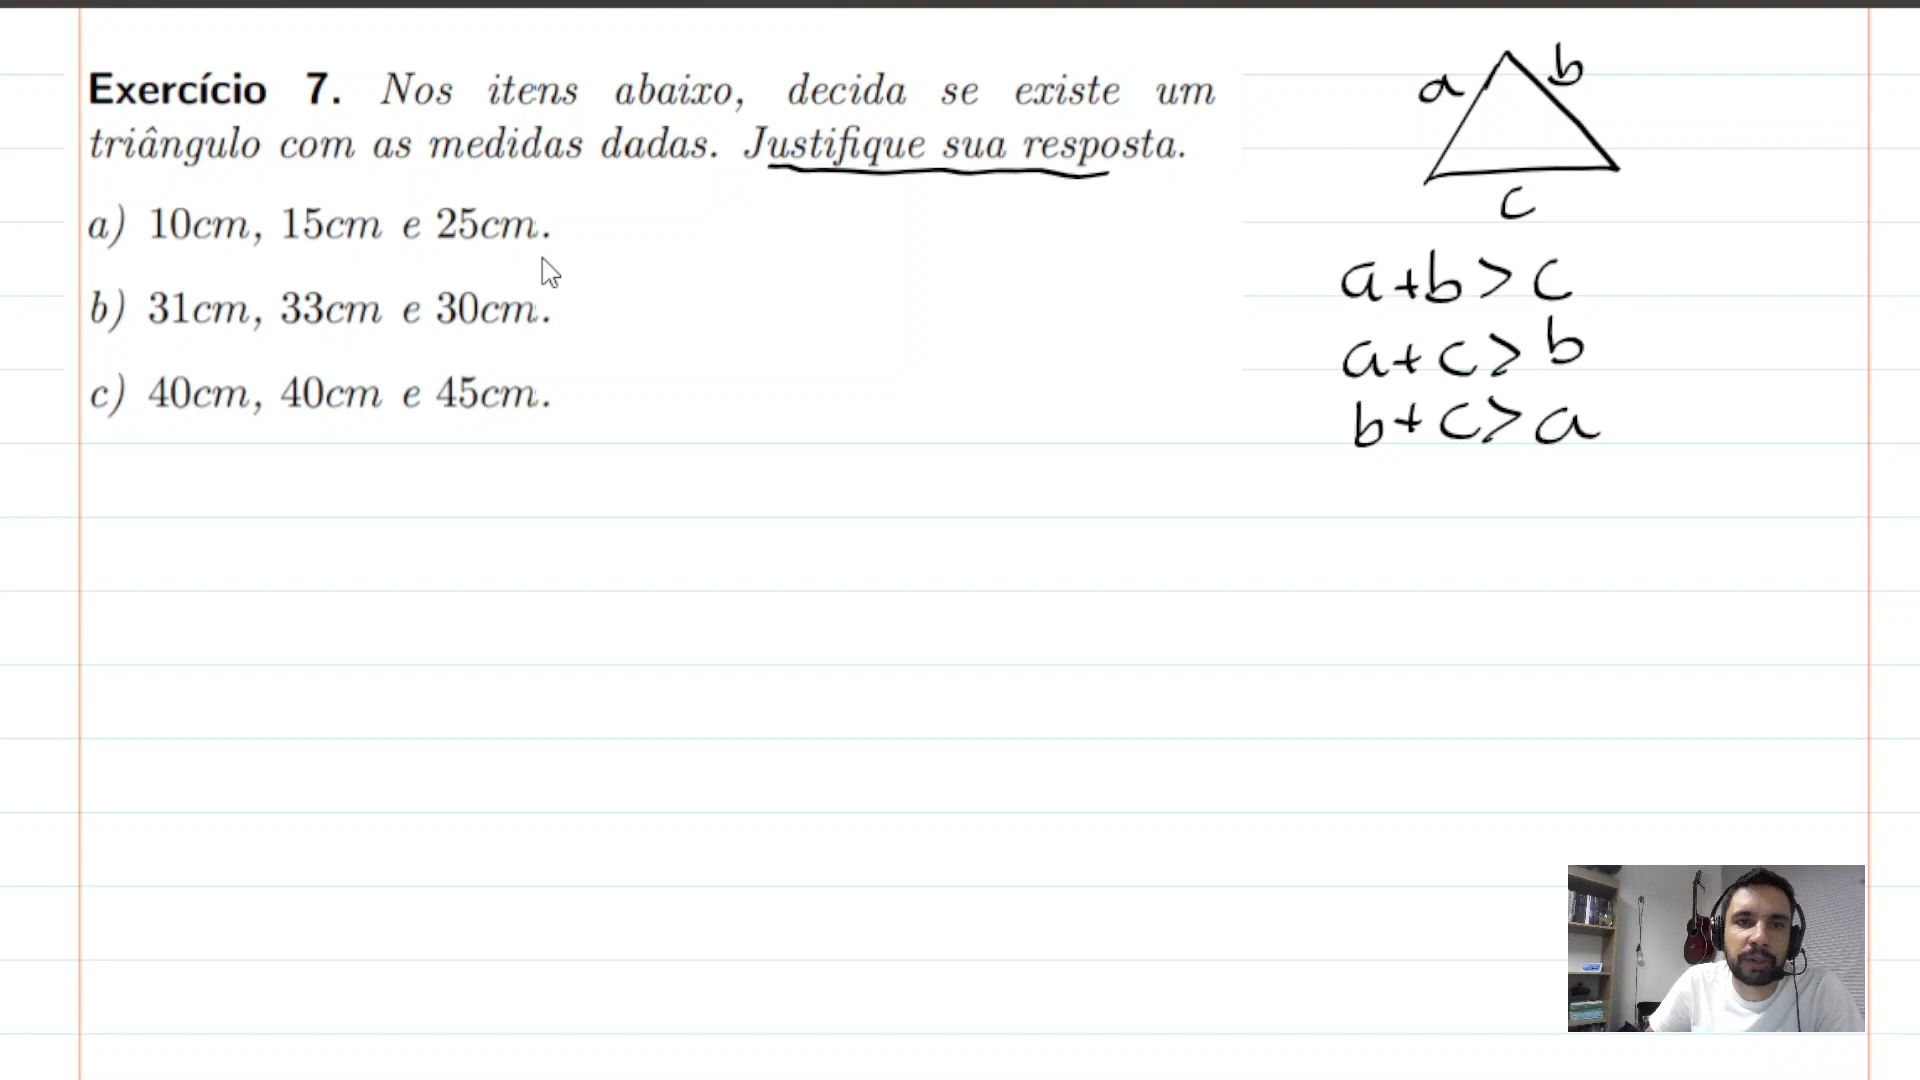 Exercício 7. Nos itens abaixo, decida se existe um
triângulo com as medidas dadas. Justifique sua resposta.
a) 10cm, 15cm e 25cm.
b) 31cm, 33cm e 30cm.
c) 40cm, 40cm e 45cm.
a b
c
a+b>c
a+c>b
b+c>a